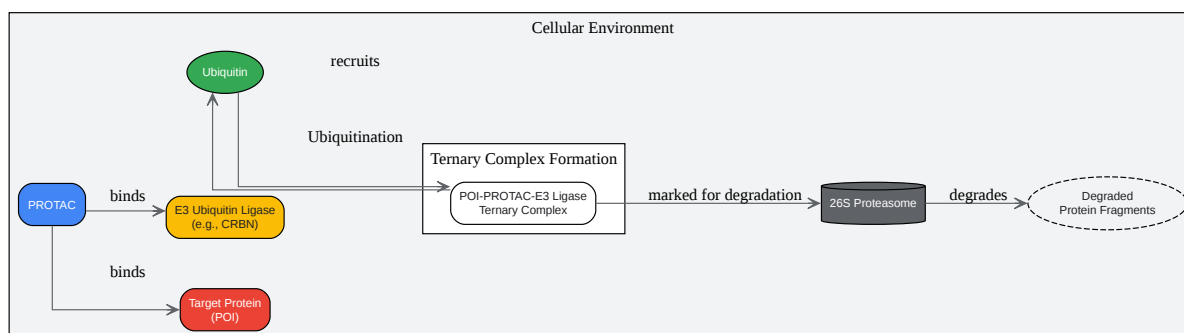 Cellular Environment
recruits
Ubiquitin
Ubiquitination
Ternary Complex Formation
POI-PROTAC-E3 Ligase
Ternary Complex
PROTAC
binds
E3 Ubiquitin Ligase
(e.g., CRBN)
marked for degradation
26S Proteasome
degrades
Degraded
Protein Fragments
binds
Target Protein
(POI)